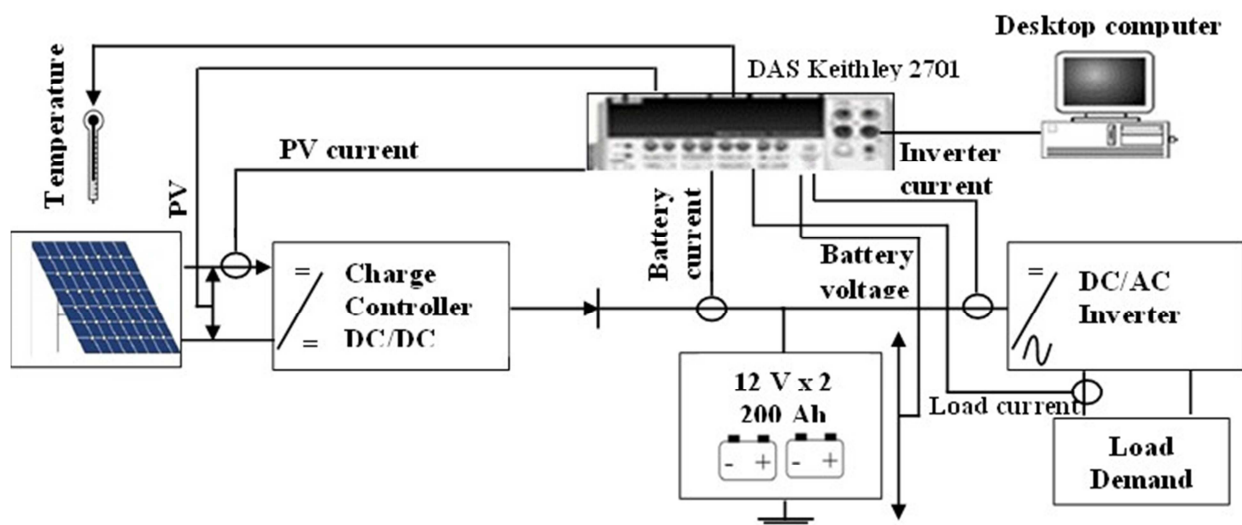 Desktop computer
DAS Keithley 2701
Temperature
PV current
PV
Inverter
current
Battery
current
Battery
voltage
=
Charge
Controller
=
DC/DC
=
DC/AC
Inverter
12 V x 2
200 Ah
- +
- +
Load current
Load
Demand